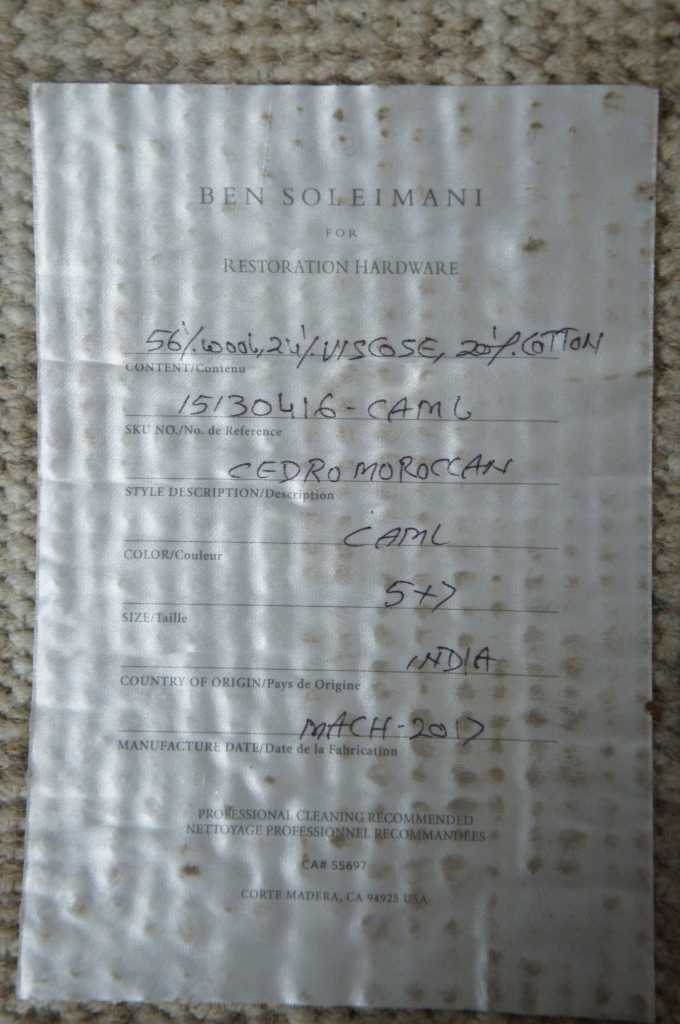 BEN SOLEIMANI
FOR
RESTORATION HARDWARE
56%.WOOL, 24%.VISCOSE, 20%.COTTON
CONTENT/Contenu
15130416-CAML
SKU NO./No. de Reference
CEDRO MOROCCAN
STYLE DESCRIPTION/Description
CAML
COLOR/Couleur
5+7
SIZE/Taille
INDIA
COUNTRY OF ORIGIN/Pays de Origine
MACH-2017
MANUFACTURE DATE/Date de la Fabrication
PROFESSIONAL CLEANING RECOMMENDED
NETTOYAGE PROFESSIONNEL RECOMMANDEES
CA# 55697
CORTE MADERA, CA 94925 USA